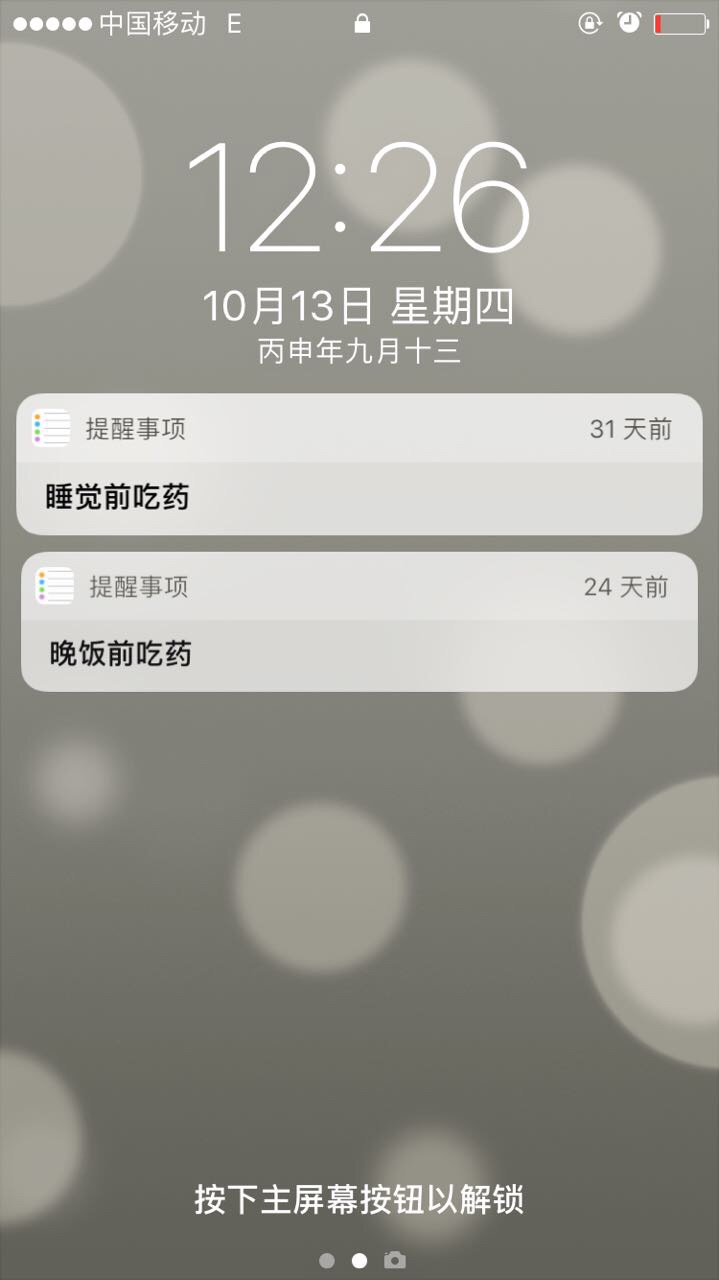 中国移动 E
12:26
10月13日 星期四
丙申年九月十三
提醒事项 31 天前
睡觉前吃药
提醒事项 24 天前
晚饭前吃药
按下主屏幕按钮以解锁